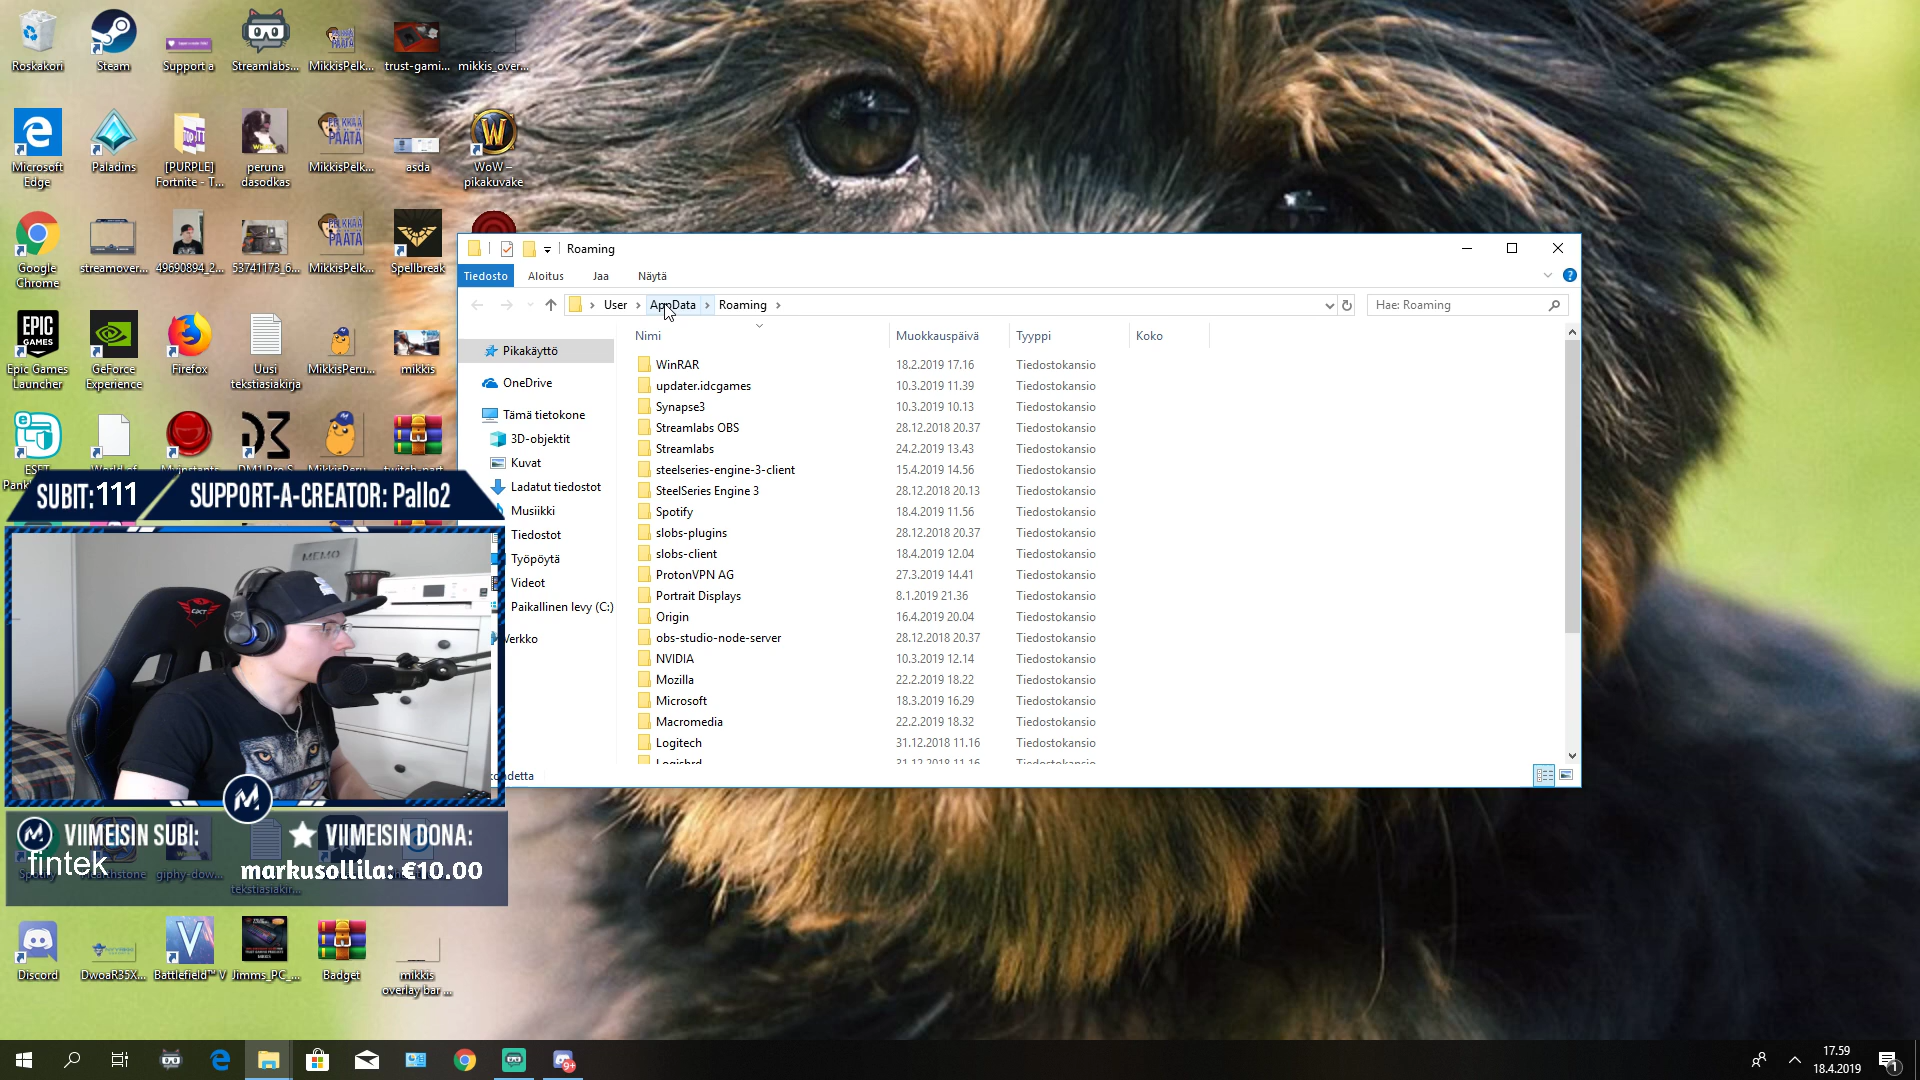 Roskakori
Steam
Support a
Streamlabs...
MikkisPelk...
trust-gami...
mikkis_over...
Microsoft
Edge
Paladins
[PURPLE]
Fortnite - T...
peruna
dasodkas
MikkisPelk...
asda
WoW –
pikakuvake
Google
Chrome
streamover...
49690894_2...
53741173_6...
MikkisPelk...
Spellbreak
EPIC
GAMES
Epic Games
Launcher
GeForce
Experience
Firefox
Uusi
tekstiasiakirja
MikkisPeru...
mikkis
SUBIT: 111
SUPPORT-A-CREATOR: Pallo2
MEMO
GXT
VIIMEISIN SUBI:
fintek
VIIMEISIN DONA:
markusollila: €10.00
giphy-dow...
Discord
DwoaR35X...
Battlefield™ V
Jimms_PC_...
Badget
mikkis
overlay bar ...
Roaming
Tiedosto
Aloitus
Jaa
Näytä
User
AppData
Roaming
Hae: Roaming
Pikakäyttö
OneDrive
Tämä tietokone
3D-objektit
Kuvat
Ladatut tiedostot
Musiikki
Tiedostot
Työpöytä
Videot
Paikallinen levy (C:)
Verkko
Nimi Muokkauspäivä Tyyppi Koko
WinRAR 18.2.2019 17.16 Tiedostokansio
updater.idcgames 10.3.2019 11.39 Tiedostokansio
Synapse3 10.3.2019 10.13 Tiedostokansio
Streamlabs OBS 28.12.2018 20.37 Tiedostokansio
Streamlabs 24.2.2019 13.43 Tiedostokansio
steelseries-engine-3-client 15.4.2019 14.56 Tiedostokansio
SteelSeries Engine 3 28.12.2018 20.13 Tiedostokansio
Spotify 18.4.2019 11.56 Tiedostokansio
slobs-plugins 28.12.2018 20.37 Tiedostokansio
slobs-client 18.4.2019 12.04 Tiedostokansio
ProtonVPN AG 27.3.2019 14.41 Tiedostokansio
Portrait Displays 8.1.2019 21.36 Tiedostokansio
Origin 16.4.2019 20.04 Tiedostokansio
obs-studio-node-server 28.12.2018 20.37 Tiedostokansio
NVIDIA 10.3.2019 12.14 Tiedostokansio
Mozilla 22.2.2019 18.22 Tiedostokansio
Microsoft 18.3.2019 16.29 Tiedostokansio
Macromedia 22.2.2019 18.32 Tiedostokansio
Logitech 31.12.2018 11.16 Tiedostokansio
17.59
18.4.2019